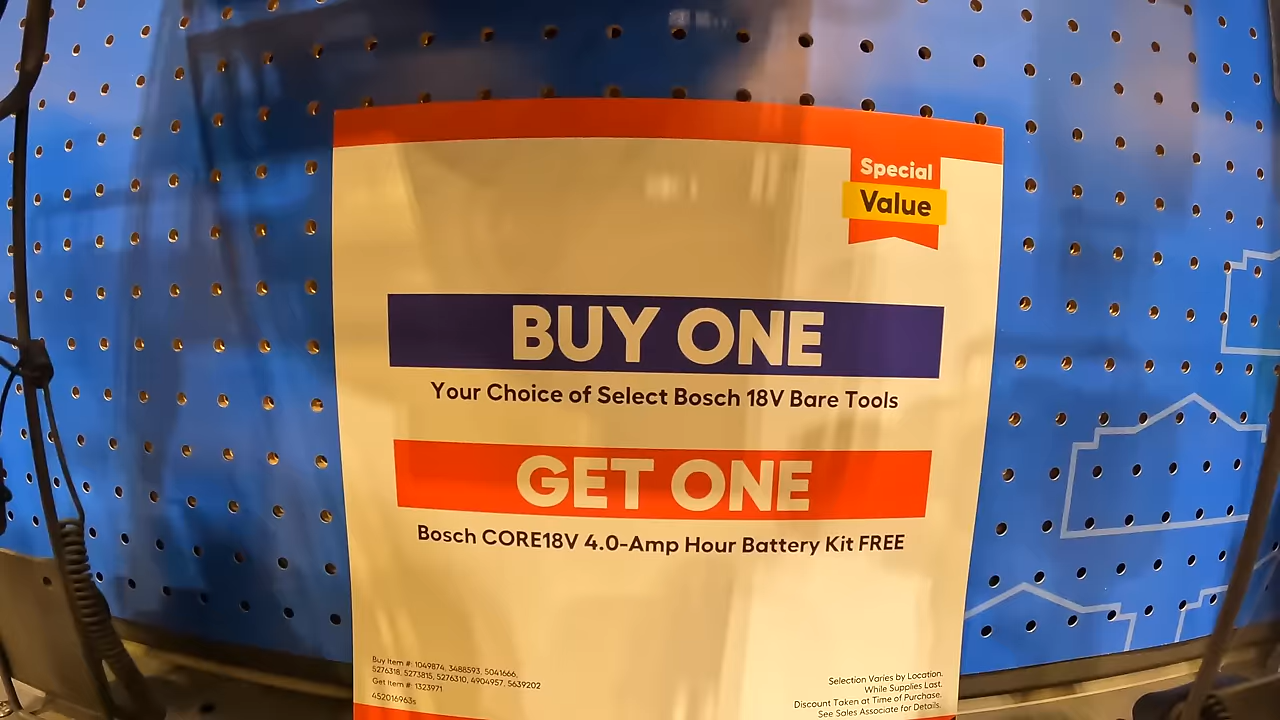 Special
Value
BUY ONE
Your Choice of Select Bosch 18V Bare Tools
GET ONE
Bosch CORE18V 4.0-Amp Hour Battery Kit FREE
Buy Item #: 1049874, 3488593, 5041666,
5276318, 5273815, 5276310, 4904957, 5639202
Get Item #: 1323971
452016963s
Selection Varies by Location.
While Supplies Last.
Discount Taken at Time of Purchase.
See Sales Associate for Details.